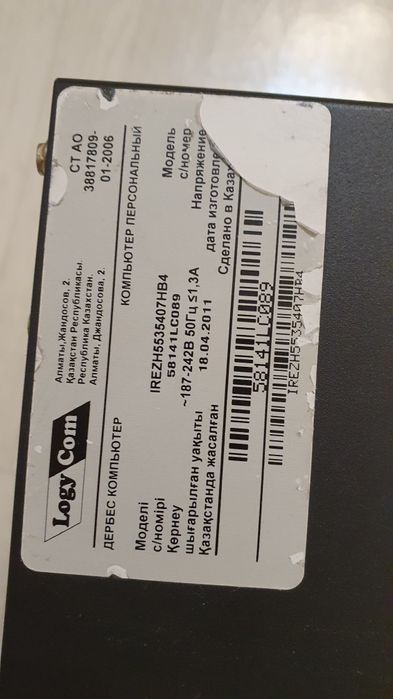 Logy Com
Алматы,Жандосов, 2.
Қазақстан Республикасы.
Республика Казахстан.
Алматы, Джандосова, 2.
СТ АО
38817809-
01-2006
ДЕРБЕС КОМПЬЮТЕР КОМПЬЮТЕР ПЕРСОНАЛЬНЫЙ
Моделі IREZH5535407HB4 Модель
с/номірі 58141LC089 с/номер
Көрнеу ~187-242В 50Гц ≤1,3А Напряжение
шығарылған уақыты 18.04.2011 дата изготовле
Қазақстанда жасалған Сделано в Каза
58141LC089
IREZH5535407HB4